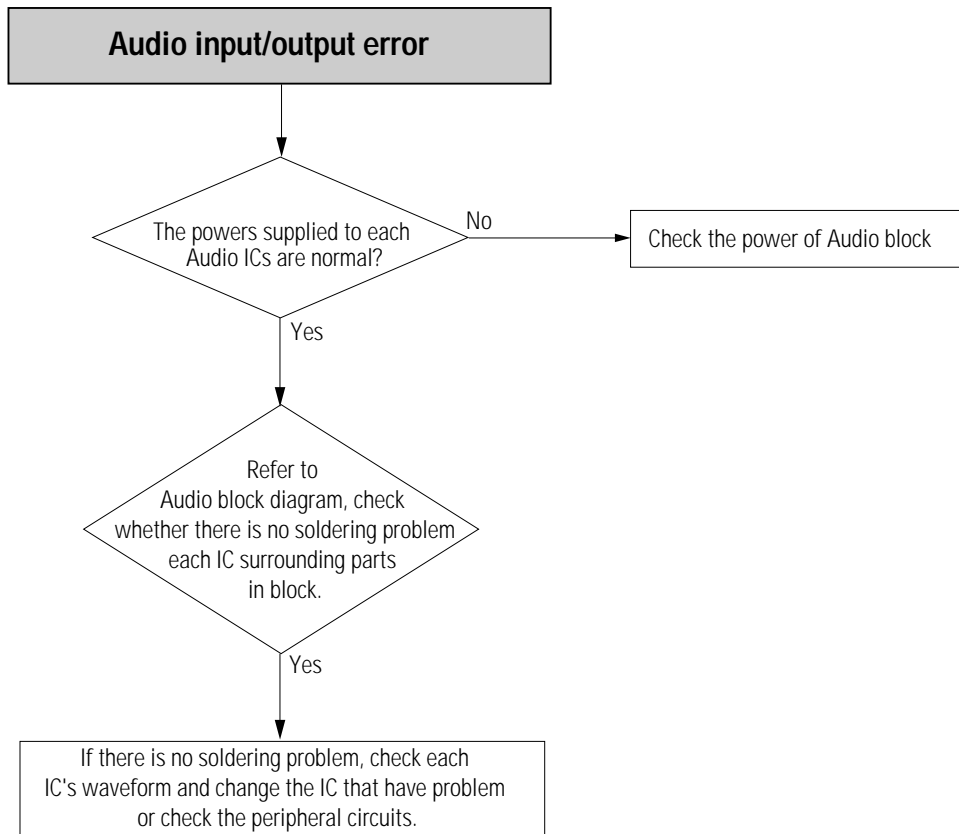 Audio input/output error
The powers supplied to each
Audio ICs are normal?
No
Check the power of Audio block
Yes
Refer to
Audio block diagram, check
whether there is no soldering problem
each IC surrounding parts
in block.
Yes
If there is no soldering problem, check each
IC's waveform and change the IC that have problem
or check the peripheral circuits.